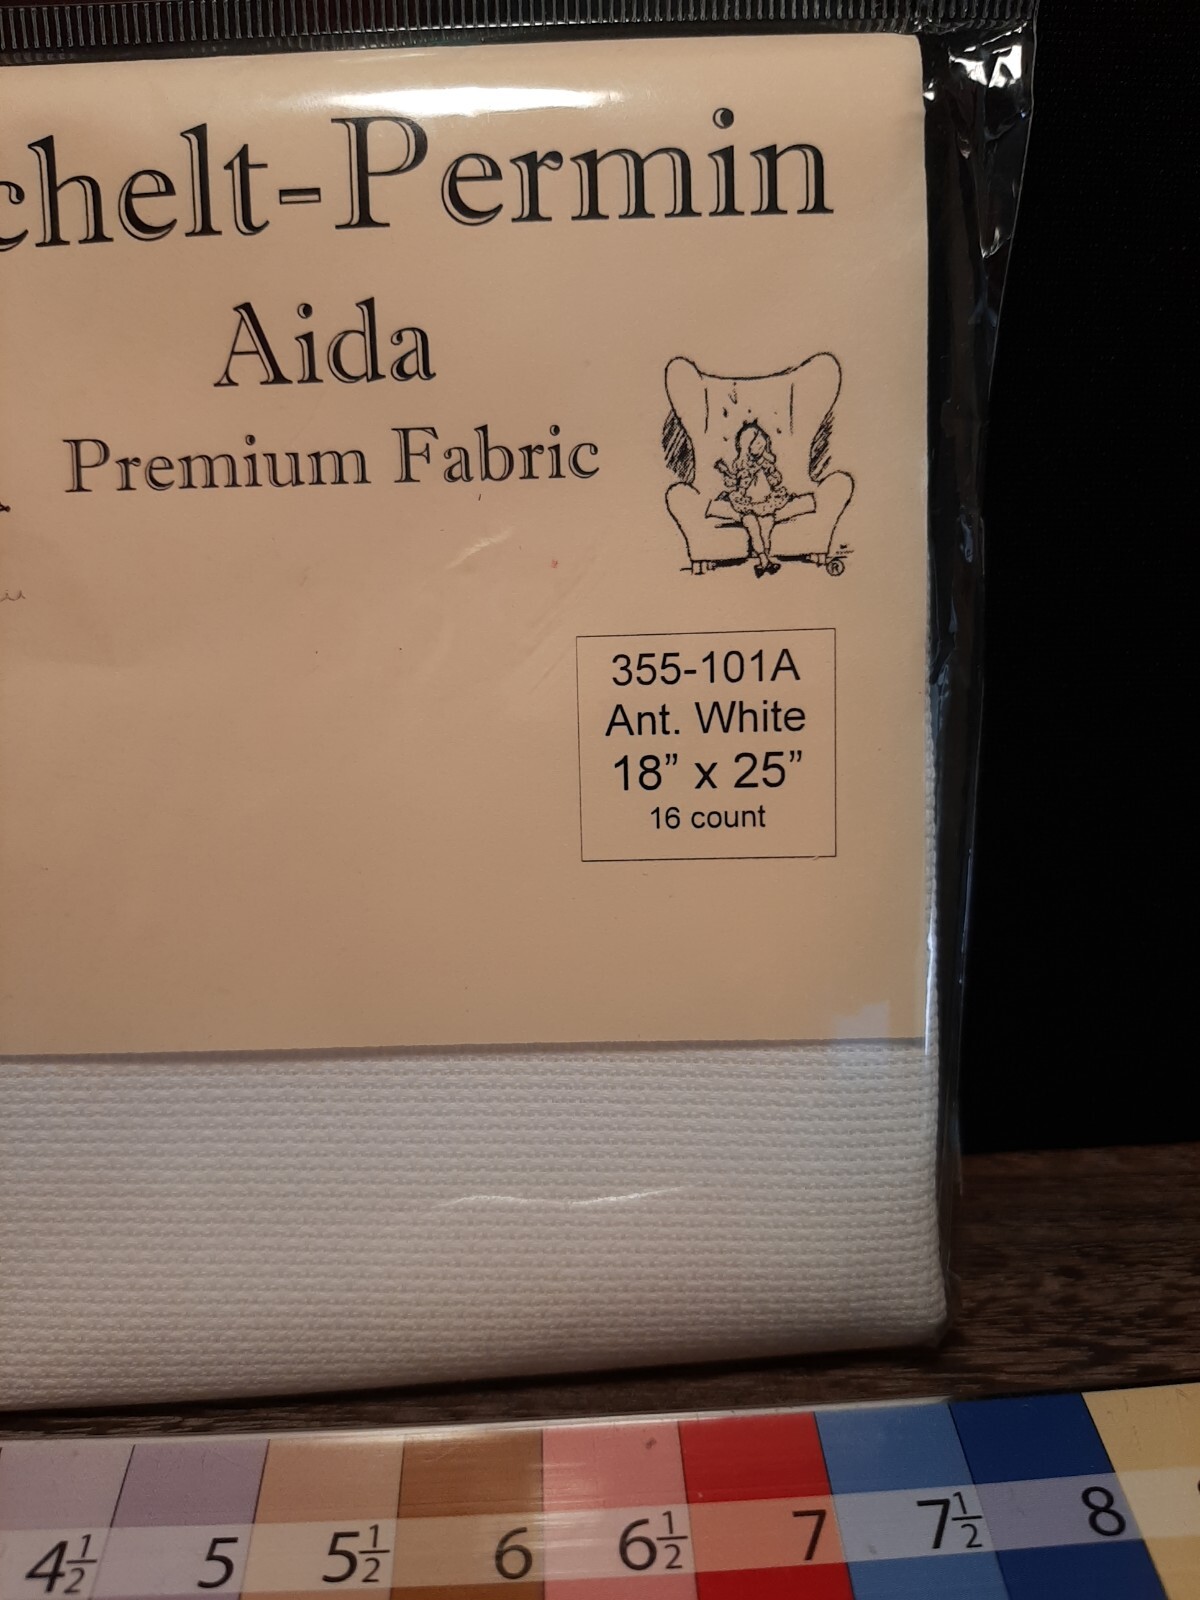 chelt-Permin
Aida
Premium Fabric
®
355-101A
Ant. White
18” x 25”
16 count
4½ 5 5½ 6 6½ 7 7½ 8